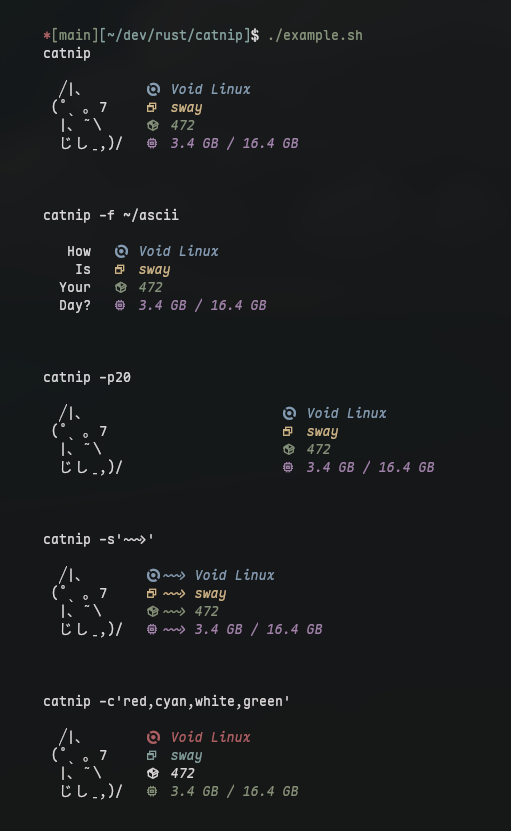 *[main][~/dev/rust/catnip]$ ./example.sh
catnip
／|、 Void Linux
(°､ ｡ 7 sway
|、~\ 472
じし_,)/ 3.4 GB / 16.4 GB
catnip -f ~/ascii
How Void Linux
Is sway
Your 472
Day? 3.4 GB / 16.4 GB
catnip -p20
／|、 Void Linux
(°､ ｡ 7 sway
|、~\ 472
じし_,)/ 3.4 GB / 16.4 GB
catnip -s'~~>'
／|、 ~~> Void Linux
(°､ ｡ 7 ~~> sway
|、~\ ~~> 472
じし_,)/ ~~> 3.4 GB / 16.4 GB
catnip -c'red,cyan,white,green'
／|、 Void Linux
(°､ ｡ 7 sway
|、~\ 472
じし_,)/ 3.4 GB / 16.4 GB